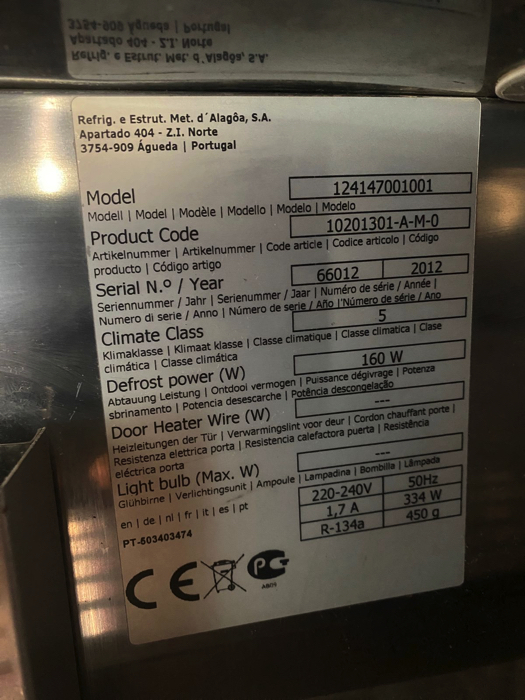 Refrig. e Estrut. Met. d´Alagôa, S.A.
Apartado 404 - Z.I. Norte
3754-909 Águeda | Portugal
Model
124147001001
Modell | Model | Modèle | Modello | Modelo | Modelo
Product Code
10201301-A-M-0
Artikelnummer | Artikelnummer | Code article | Codice articolo | Código
producto | Código artigo
Serial N.º / Year
66012 2012
Seriennummer / Jahr | Serienummer / Jaar | Numéro de série / Année |
Numero di serie / Anno | Número de serie / Año | Número de série / Ano
Climate Class
5
Klimaklasse | Klimaat klasse | Classe climatique | Classe climatica | Clase
climática | Classe climática
Defrost power (W)
160 W
Abtauung Leistung | Ontdooi vermogen | Puissance dégivrage | Potenza
sbrinamento | Potencia desescarche | Potência descongelação
Door Heater Wire (W)
---
Heizleitungen der Tür | Verwarmingslint voor deur | Cordon chauffant porte |
Resistenza elettrica porta | Resistencia calefactora puerta | Resistência
eléctrica porta
Light bulb (Max. W)
---
Glühbirne | Verlichtingsunit | Ampoule | Lampadina | Bombilla | Lâmpada
220-240V 50Hz
1,7 A 334 W
R-134a 450 g
en | de | nl | fr | it | es | pt
PT-503403474
CE
РС